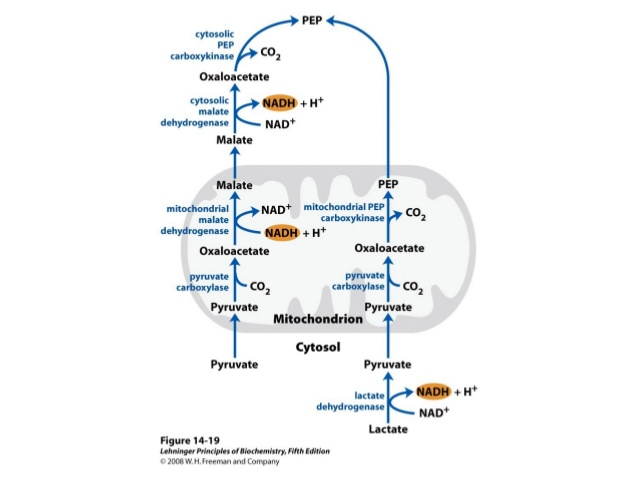 PEP
cytosolic
PEP
carboxykinase
CO2
Oxaloacetate
cytosolic
malate
dehydrogenase
NADH + H+
NAD+
Malate
Malate
mitochondrial
malate
dehydrogenase
NAD+
NADH + H+
Oxaloacetate
pyruvate
carboxylase
CO2
Pyruvate
Pyruvate
PEP
mitochondrial PEP
carboxykinase
CO2
Oxaloacetate
pyruvate
carboxylase
CO2
Pyruvate
Mitochondrion
Cytosol
Pyruvate
lactate
dehydrogenase
NADH + H+
NAD+
Lactate
Figure 14-19
Lehninger Principles of Biochemistry, Fifth Edition
© 2008 W. H. Freeman and Company